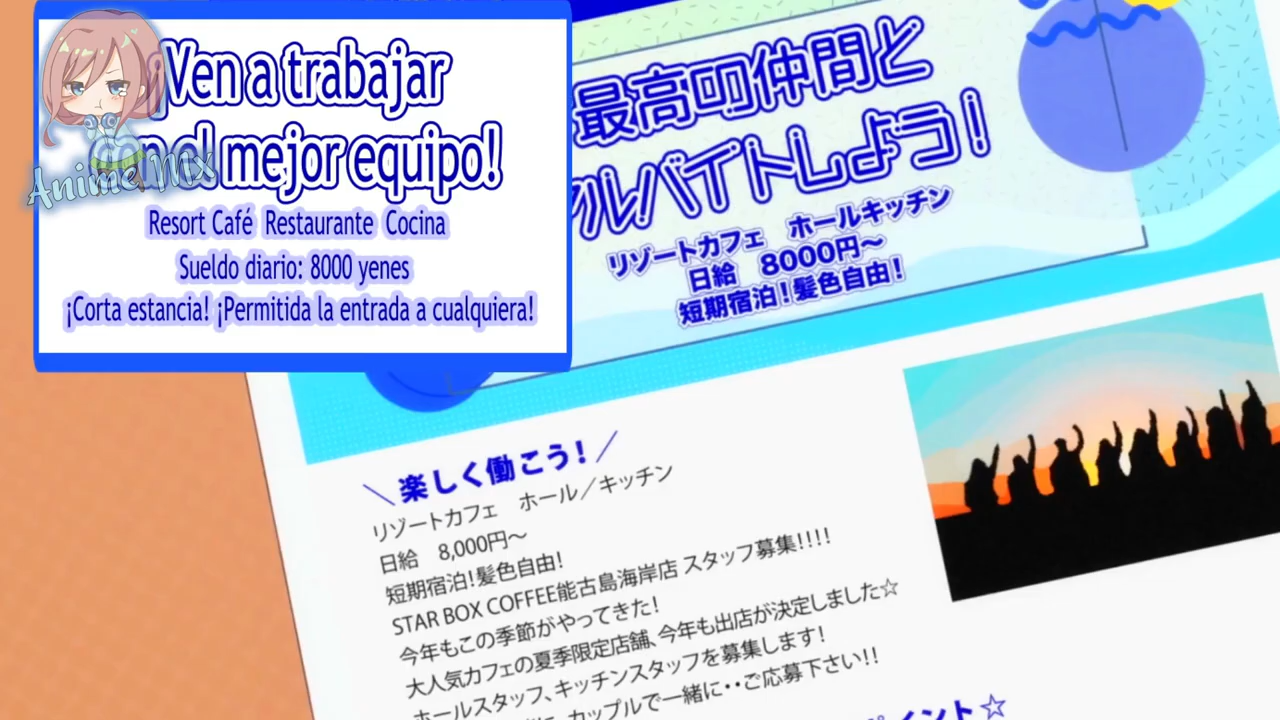 ¡Ven a trabajar
en el mejor equipo!
Resort Café Restaurante Cocina
Sueldo diario: 8000 yenes
¡Corta estancia! ¡Permitida la entrada a cualquiera!
Anime Mx
最高の仲間と
アルバイトしよう！
リゾートカフェ　ホールキッチン
日給　8000円～
短期宿泊！髪色自由！
＼楽しく働こう！／
リゾートカフェ　ホール／キッチン
日給　8,000円～
短期宿泊！髪色自由！
STAR BOX COFFEE能古島海岸店 スタッフ募集!!!!
今年もこの季節がやってきた！
大人気カフェの夏季限定店舗、今年も出店が決定しました☆
ホールスタッフ、キッチンスタッフを募集します！
カップルで一緒に・・ご応募下さい!!
イント☆